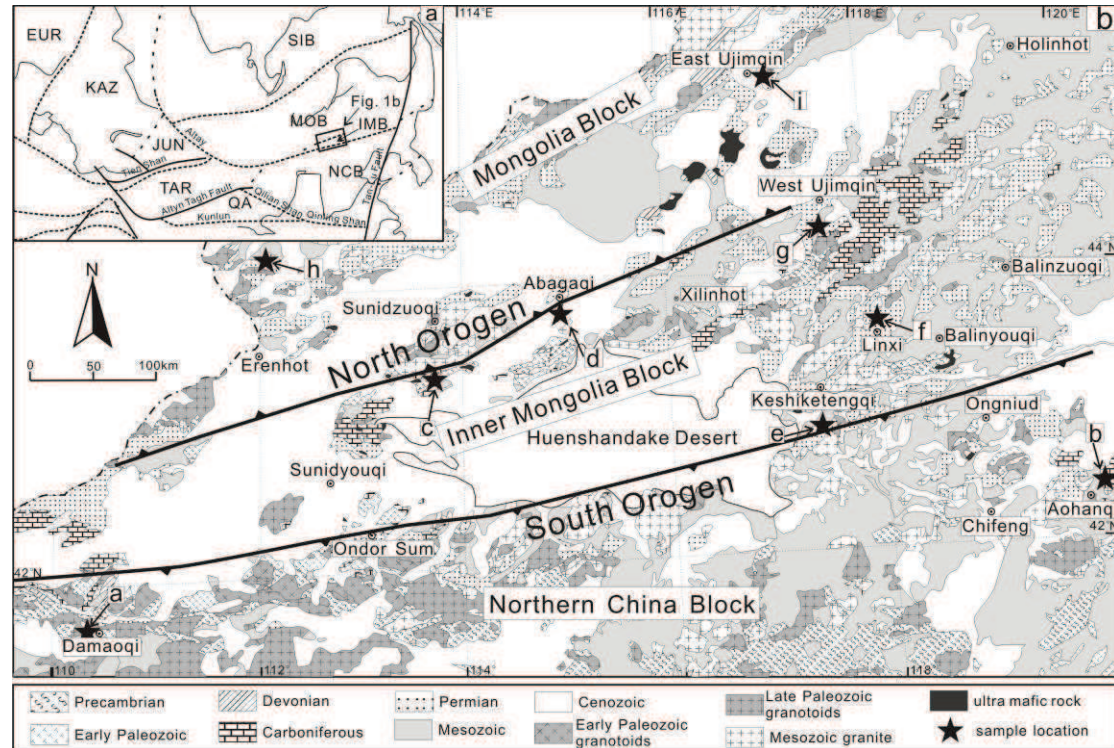 a
EUR
SIB
KAZ
Fig. 1b
MOB
IMB
Altay
JUN
Tien Shan
NCB
TAR
Altyn Tagh Fault
QA
Qilian Shan
Qinling Shan
Kunlun
Tan-Lu Fault
114°E
116°E
118°E
120°E
b
Holinhot
East Ujimqin
i
Mongolia Block
West Ujimqin
g
44°N
h
Balinzuoqi
Abagaqi
Xilinhot
Sunidzuoqi
N
f
d
Linxi
Balinyouqi
North Orogen
Erenhot
0 50 100km
Inner Mongolia Block
Keshiketengqi
c
Ongniud
Huenshandake Desert
e
b
Sunidyouqi
South Orogen
Aohanqi
Chifeng
42°N
Ondor Sum
42°N
Northern China Block
a
Damaoqi
110
112
114
118
Precambrian
Devonian
Permian
Cenozoic
Late Paleozoic
granotoids
ultra mafic rock
Early Paleozoic
Carboniferous
Mesozoic
Early Paleozoic
granotoids
Mesozoic granite
sample location